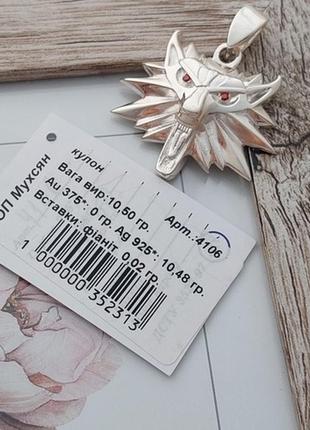 ОП Мухсян
кулон
Вага вир:10,50 гр. Арт.:4106
Au 375*: 0 гр. Ag 925*: 10,48 гр.
Вставки: фіаніт 0,02 гр.
1 000000 352313